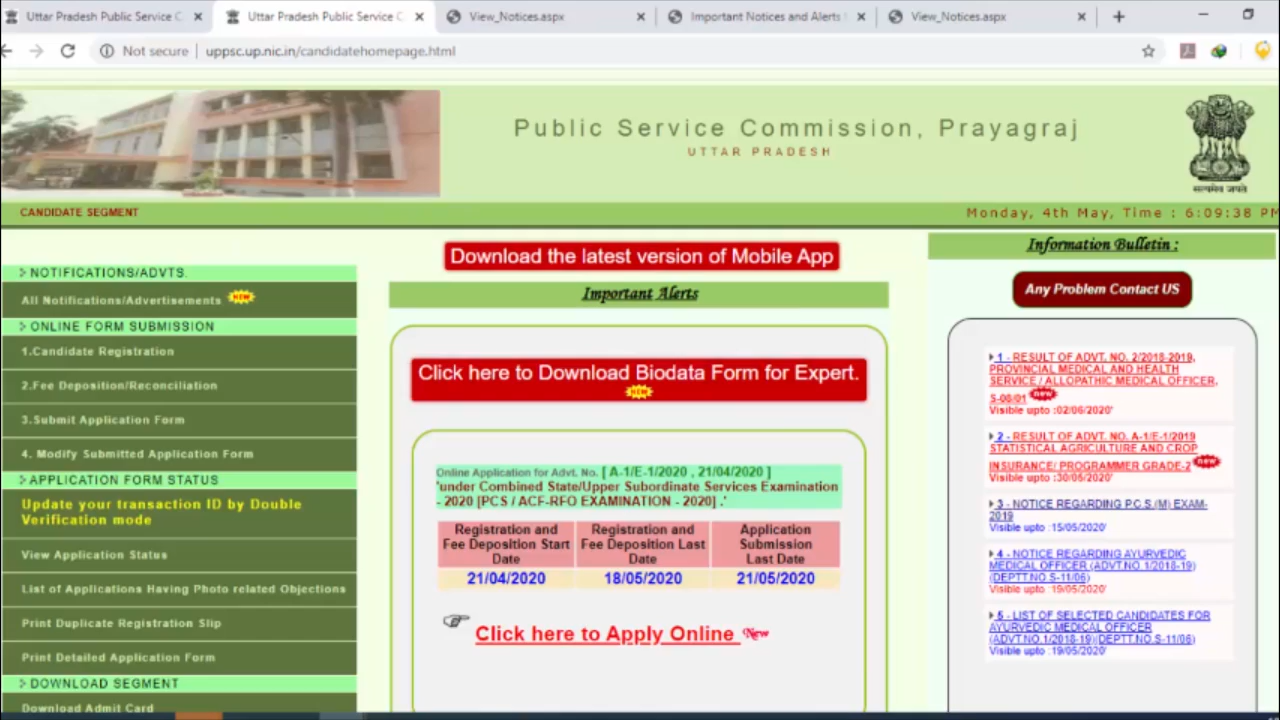 Uttar Pradesh Public Service C
Uttar Pradesh Public Service C
View_Notices.aspx
Important Notices and Alerts
View_Notices.aspx
Not secure | uppsc.up.nic.in/candidatehomepage.html
Public Service Commission, Prayagraj
UTTAR PRADESH
सत्यमेव जयते
CANDIDATE SEGMENT
Monday, 4th May, Time : 6:09:38 PM
NOTIFICATIONS/ADVTS.
All Notifications/Advertisements NEW
ONLINE FORM SUBMISSION
1.Candidate Registration
2.Fee Deposition/Reconciliation
3.Submit Application Form
4. Modify Submitted Application Form
APPLICATION FORM STATUS
Update your transaction ID by Double
Verification mode
View Application Status
List of Applications Having Photo related Objections
Print Duplicate Registration Slip
Print Detailed Application Form
DOWNLOAD SEGMENT
Download Admit Card
Download the latest version of Mobile App
Important Alerts
Click here to Download Biodata Form for Expert.
NEW
Online Application for Advt. No. [ A-1/E-1/2020 , 21/04/2020 ]
'under Combined State/Upper Subordinate Services Examination
- 2020 [PCS / ACF-RFO EXAMINATION - 2020] .'
Registration and
Fee Deposition Start
Date
Registration and
Fee Deposition Last
Date
Application
Submission
Last Date
21/04/2020 18/05/2020 21/05/2020
Click here to Apply Online New
Information Bulletin :
Any Problem Contact US
1 - RESULT OF ADVT. NO. 2/2018-2019,
PROVINCIAL MEDICAL AND HEALTH
SERVICE / ALLOPATHIC MEDICAL OFFICER,
S-08/01 new
Visible upto :02/06/2020'
2 - RESULT OF ADVT. NO. A-1/E-1/2019
STATISTICAL AGRICULTURE AND CROP
INSURANCE/ PROGRAMMER GRADE-2 new
Visible upto :30/05/2020'
3 - NOTICE REGARDING P.C.S.(M) EXAM-
2019
Visible upto :15/05/2020'
4 - NOTICE REGARDING AYURVEDIC
MEDICAL OFFICER (ADVT.NO.1/2018-19)
(DEPTT.NO.S-11/06)
Visible upto :19/05/2020'
5 - LIST OF SELECTED CANDIDATES FOR
AYURVEDIC MEDICAL OFFICER
(ADVT.NO.1/2018-19)(DEPTT.NO.S-11/06)
Visible upto :19/05/2020'